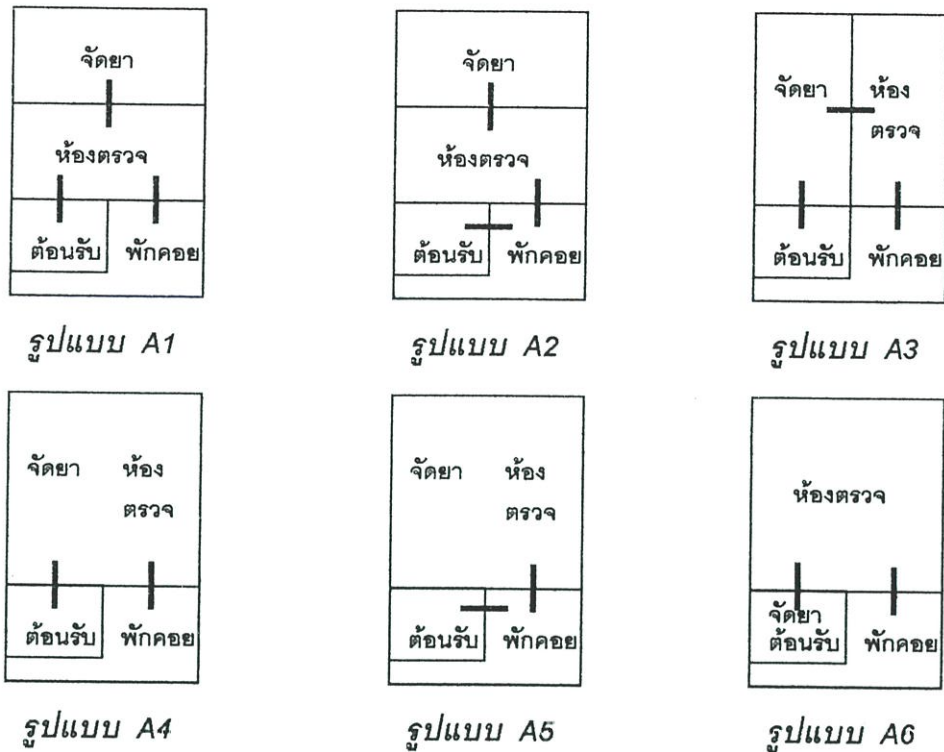 จัดยา
ห้องตรวจ
ต้อนรับ พักคอย
รูปแบบ A1
จัดยา
ห้องตรวจ
ต้อนรับ พักคอย
รูปแบบ A2
จัดยา ห้อง
ตรวจ
ต้อนรับ พักคอย
รูปแบบ A3
จัดยา ห้อง
ตรวจ
ต้อนรับ พักคอย
รูปแบบ A4
จัดยา ห้อง
ตรวจ
ต้อนรับ พักคอย
รูปแบบ A5
ห้องตรวจ
จัดยา
ต้อนรับ พักคอย
รูปแบบ A6